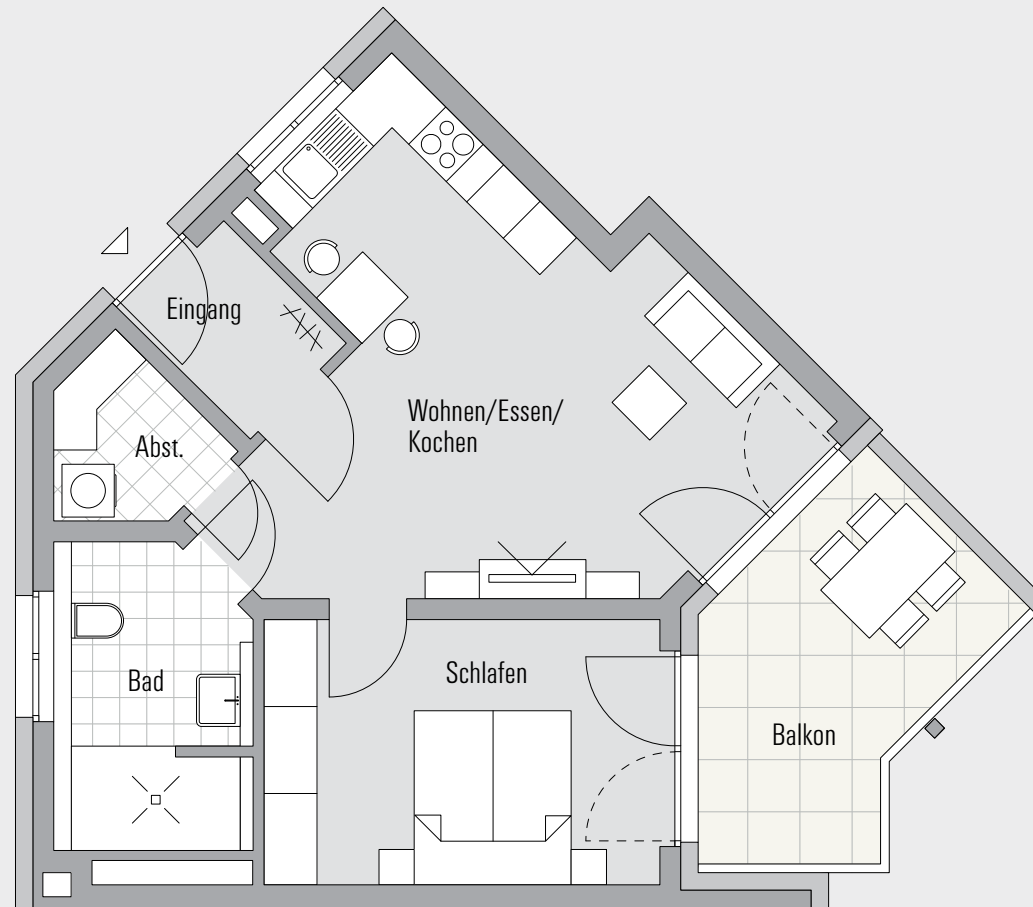 Eingang
Abst.
Wohnen/Essen/
Kochen
Bad
Schlafen
Balkon